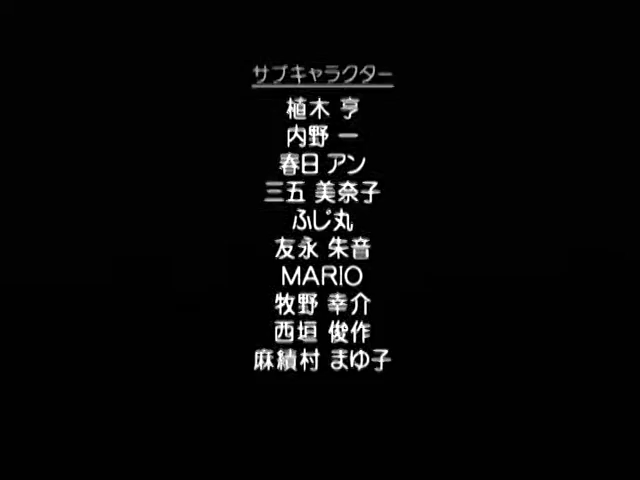 サブキャラクター
植木 亨
内野 一
春日 アン
三五 美奈子
ふじ丸
友永 朱音
MARIO
牧野 幸介
西垣 俊作
麻績村 まゆ子